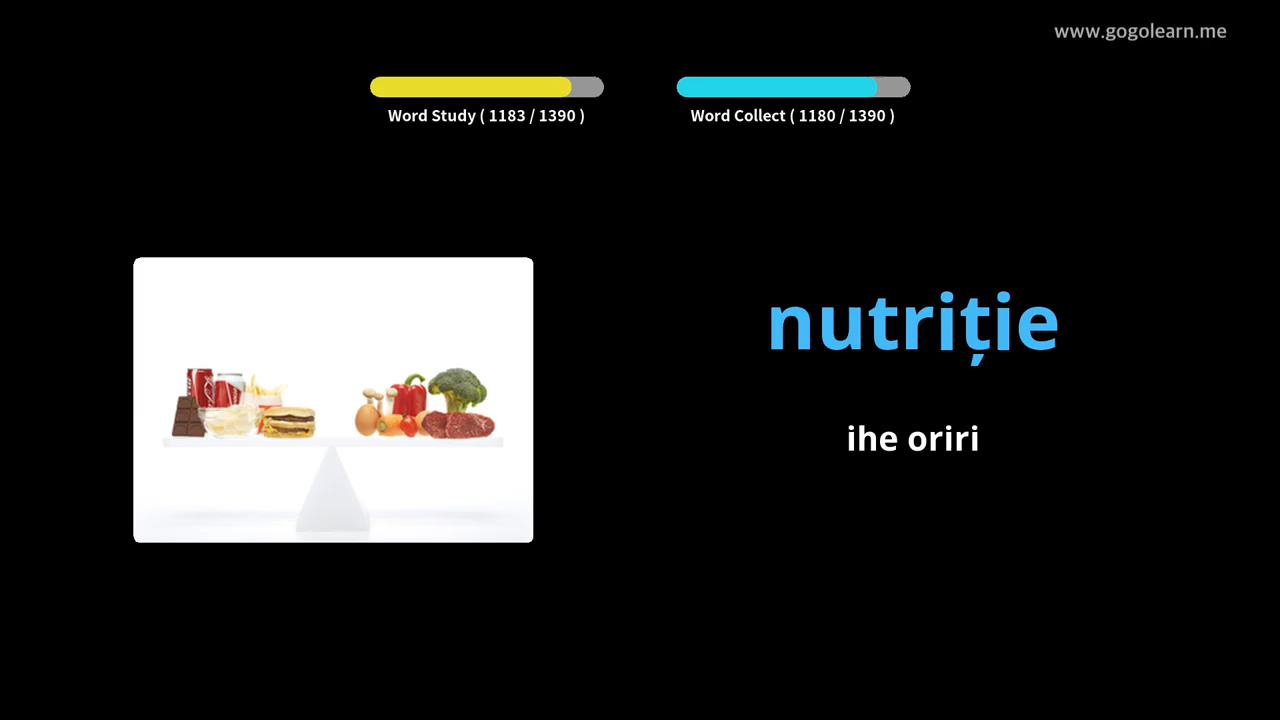 www.gogolearn.me
Word Study ( 1183 / 1390 )
Word Collect ( 1180 / 1390 )
nutriție
ihe oriri